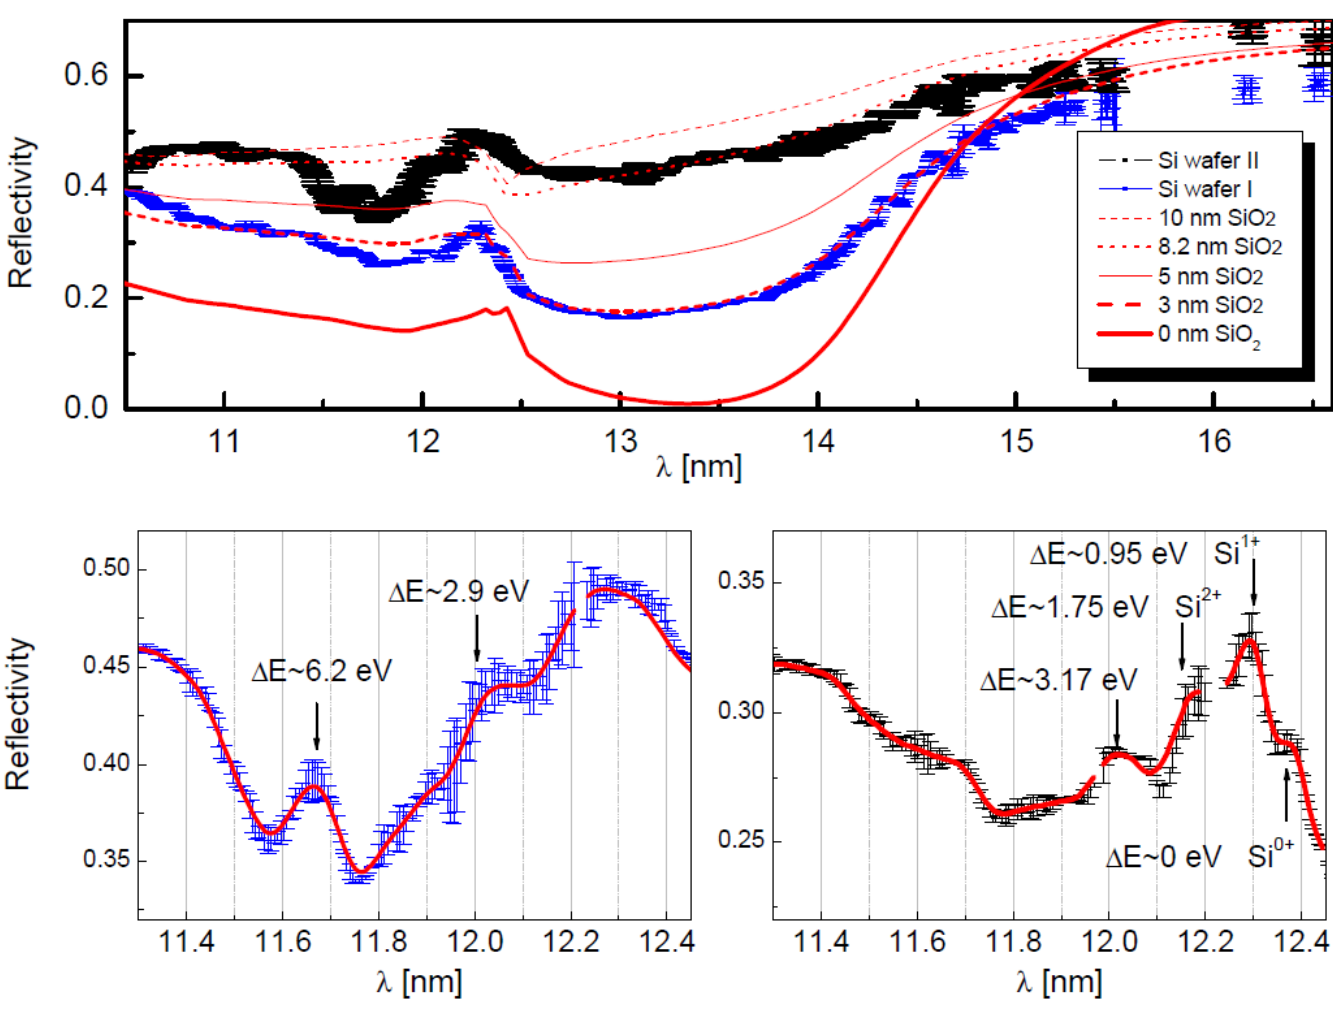 Reflectivity
0.6
0.4
0.2
0.0
11 12 13 14 15 16
λ [nm]
Si wafer II
Si wafer I
10 nm SiO2
8.2 nm SiO2
5 nm SiO2
3 nm SiO2
0 nm SiO₂
Reflectivity
0.50
0.45
0.40
0.35
ΔE~6.2 eV
ΔE~2.9 eV
11.4 11.6 11.8 12.0 12.2 12.4
λ [nm]
0.35
0.30
0.25
ΔE~0.95 eV Si¹⁺
ΔE~1.75 eV Si²⁺
ΔE~3.17 eV
ΔE~0 eV Si⁰⁺
11.4 11.6 11.8 12.0 12.2 12.4
λ [nm]